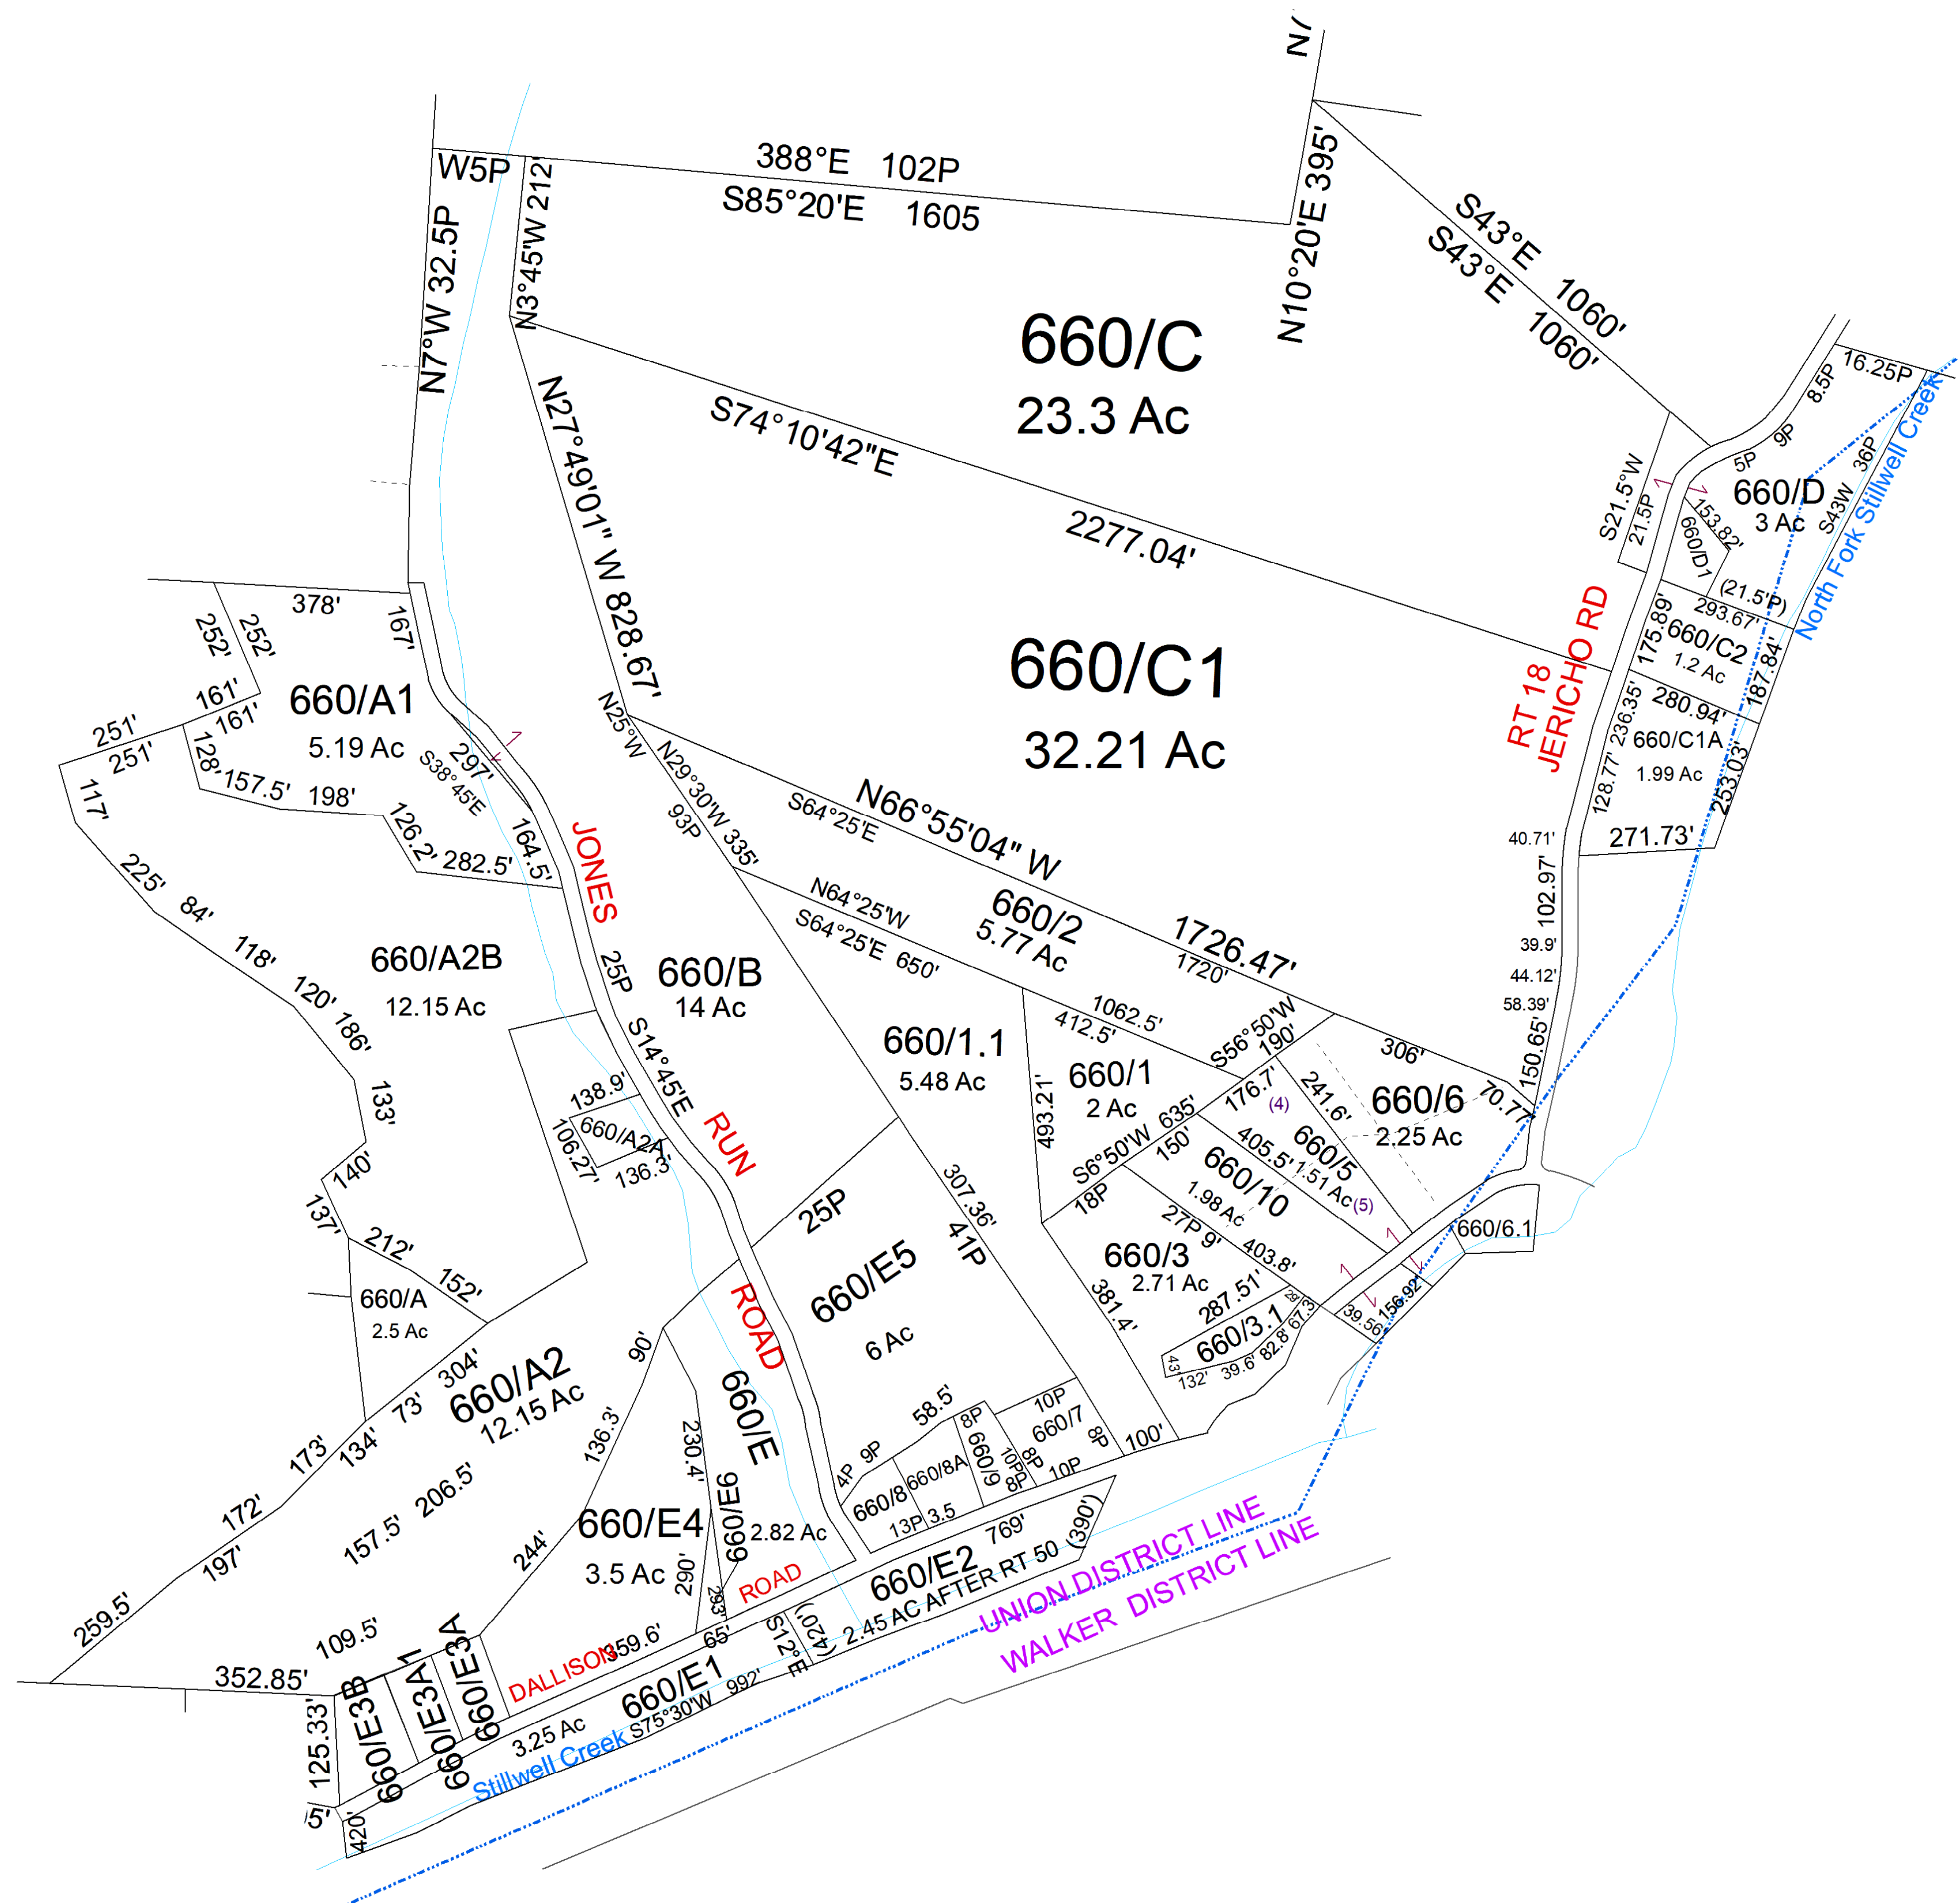 N7
W5P
388°E 102P
S85°20'E 1605
N3°45'W 212'
N7°W 32.5P
N10°20'E 395'
S43°E 1060'
S43°E 1060'
660/C
23.3 Ac
16.25P
8.5P
9P
5P
36P
S43W
660/D
3 Ac
North Fork Stillwell Creek
S21.5°W
21.5P
153.82'
660/D1
(21.5'P)
293.67'
N27°49'01" W 828.67'
S74°10'42"E
2277.04'
378'
167'
252'
252'
161'
161'
251'
251'
660/A1
5.19 Ac
128'
157.5'
198'
126.2'
282.5'
297'
S38°45'E
164.5'
117'
225'
84'
118'
120'
186'
133'
140'
137'
660/C1
32.21 Ac
RT 18
JERICHO RD
175.89'
660/C2
1.2 Ac
187.84'
280.94'
236.35'
660/C1A
1.99 Ac
253.03'
128.77'
271.73'
40.71'
102.97'
39.9'
44.12'
58.39'
150.65'
N25°W
N29°30'W 335'
93P
S64°25'E
N66°55'04" W
1726.47'
1720'
N64°25'W
S64°25'E 650'
660/2
5.77 Ac
1062.5'
412.5'
JONES
RUN
ROAD
25P
S14°45'E
660/B
14 Ac
660/A2B
12.15 Ac
138.9'
660/A2A
106.27'
136.3'
660/1.1
5.48 Ac
493.21'
660/1
2 Ac
S56°50'W
190'
306'
70.77'
176.7'
(4)
241.6'
660/6
2.25 Ac
S6°50'W 635'
150'
18P
405.5'
660/5
1.51 Ac
(5)
660/10
1.98 Ac
27P 9'
403.8'
660/6.1
660/3
2.71 Ac
287.51'
381.4'
660/3.1
29'
67.3
82.8'
39.6'
132'
43'
39.56'
156.92'
307.36'
41P
25P
660/E5
6 Ac
212'
152'
660/A
2.5 Ac
304'
73'
660/A2
12.15 Ac
134'
173'
172'
197'
206.5'
157.5'
109.5'
259.5'
352.85'
90'
136.3'
244'
230.4'
660/E
2.82 Ac
660/E6
660/E4
3.5 Ac
290'
293'
58.5'
4P
9P
8P
10P
660/7
8P
10P
8P
8P
10P
660/8
660/8A
660/9
13P
3.5
100'
769'
(390')
660/E2
2.45 AC AFTER RT 50
UNION DISTRICT LINE
WALKER DISTRICT LINE
ROAD
DALLISON
359.6'
65'
S12°E
(420')
660/E1
3.25 Ac
S75°30'W 992'
Stillwell Creek
125.33'
660/E3B
660/E3A1
660/E3A
5'
420'